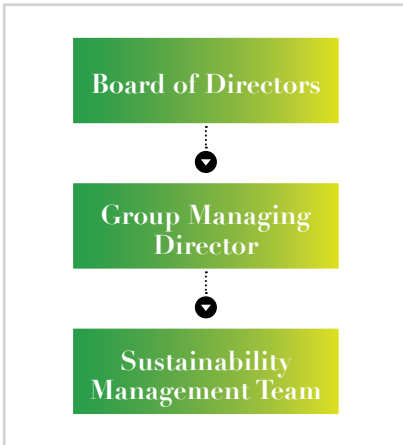 Board of Directors
Group Managing
Director
Sustainability
Management Team